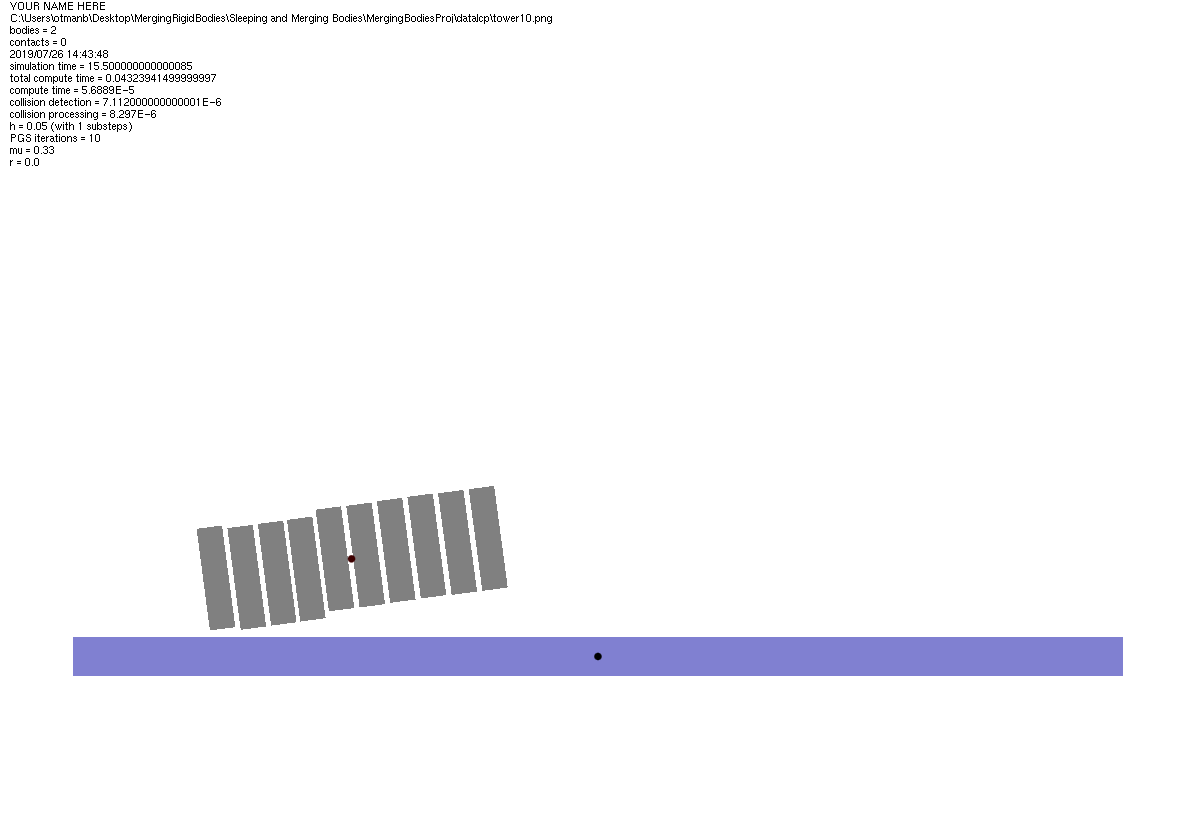 YOUR NAME HERE
C:\Users\otmanb\Desktop\MergingRigidBodies\Sleeping and Merging Bodies\MergingBodiesProj\datalcp\tower10.png
bodies = 2
contacts = 0
2019/07/26 14:43:48
simulation time = 15.500000000000085
total compute time = 0.04323941499999997
compute time = 5.6889E-5
collision detection = 7.112000000000001E-6
collision processing = 8.297E-6
h = 0.05 (with 1 substeps)
PGS iterations = 10
mu = 0.33
r = 0.0